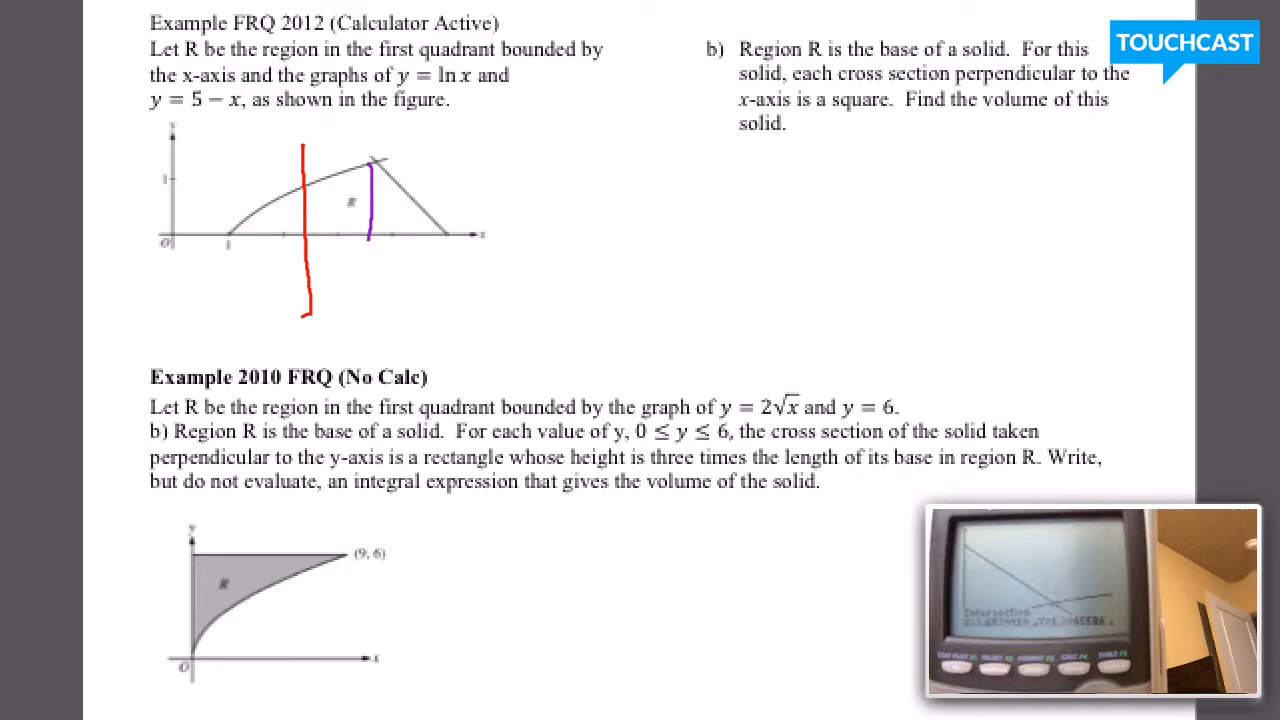 Example FRQ 2012 (Calculator Active)
Let R be the region in the first quadrant bounded by
the x-axis and the graphs of y = ln x and
y = 5 − x, as shown in the figure.
b) Region R is the base of a solid. For this
solid, each cross section perpendicular to the
x-axis is a square. Find the volume of this
solid.
TOUCHCAST
y
1
R
O
1
x
Example 2010 FRQ (No Calc)
Let R be the region in the first quadrant bounded by the graph of y = 2√x and y = 6.
b) Region R is the base of a solid. For each value of y, 0 ≤ y ≤ 6, the cross section of the solid taken
perpendicular to the y-axis is a rectangle whose height is three times the length of its base in region R. Write,
but do not evaluate, an integral expression that gives the volume of the solid.
y
(9, 6)
R
O
x
Intersection